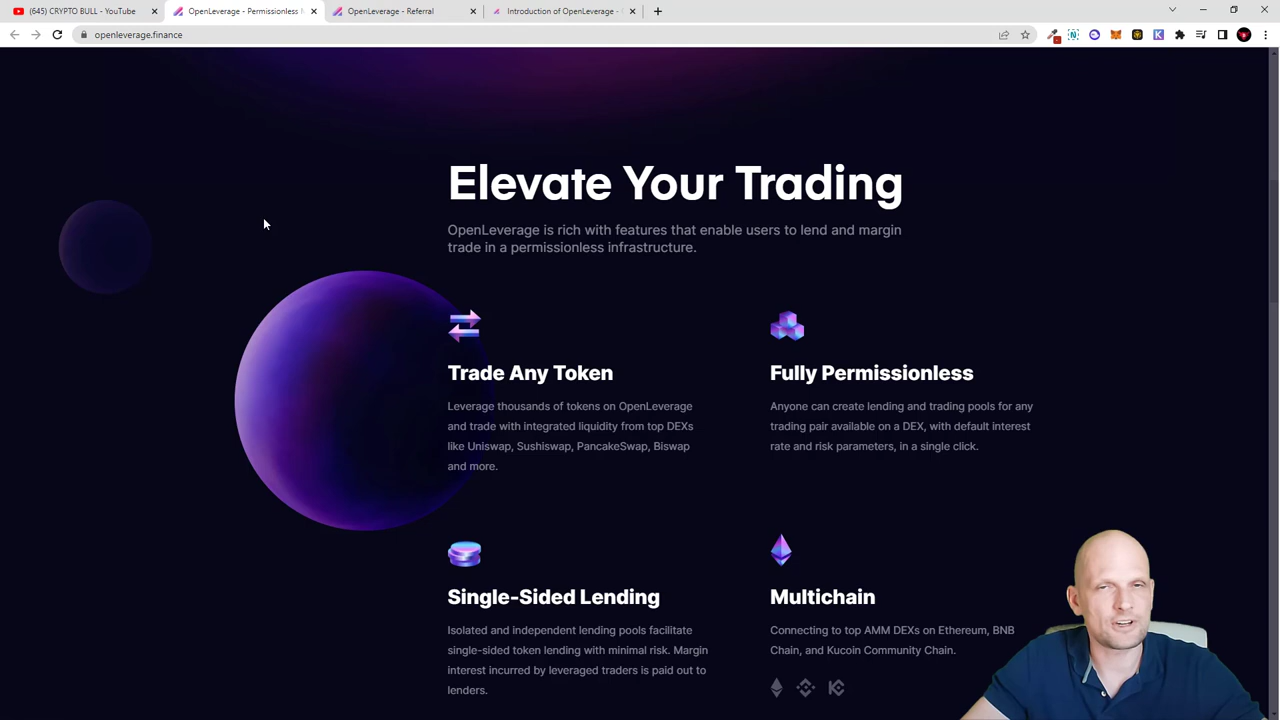 (645) CRYPTO BULL - YouTube
OpenLeverage - Permissionless
OpenLeverage - Referral
Introduction of OpenLeverage -
openleverage.finance
Elevate Your Trading
OpenLeverage is rich with features that enable users to lend and margin
trade in a permissionless infrastructure.
Trade Any Token
Leverage thousands of tokens on OpenLeverage
and trade with integrated liquidity from top DEXs
like Uniswap, Sushiswap, PancakeSwap, Biswap
and more.
Fully Permissionless
Anyone can create lending and trading pools for any
trading pair available on a DEX, with default interest
rate and risk parameters, in a single click.
Single-Sided Lending
Isolated and independent lending pools facilitate
single-sided token lending with minimal risk. Margin
interest incurred by leveraged traders is paid out to
lenders.
Multichain
Connecting to top AMM DEXs on Ethereum, BNB
Chain, and Kucoin Community Chain.